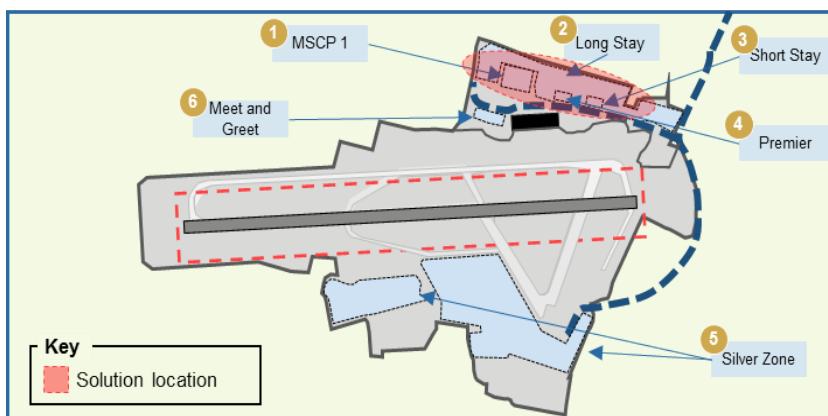 1
MSCP 1
2
Long Stay
3
Short Stay
6
Meet and
Greet
4
Premier
5
Silver Zone
Key
Solution location